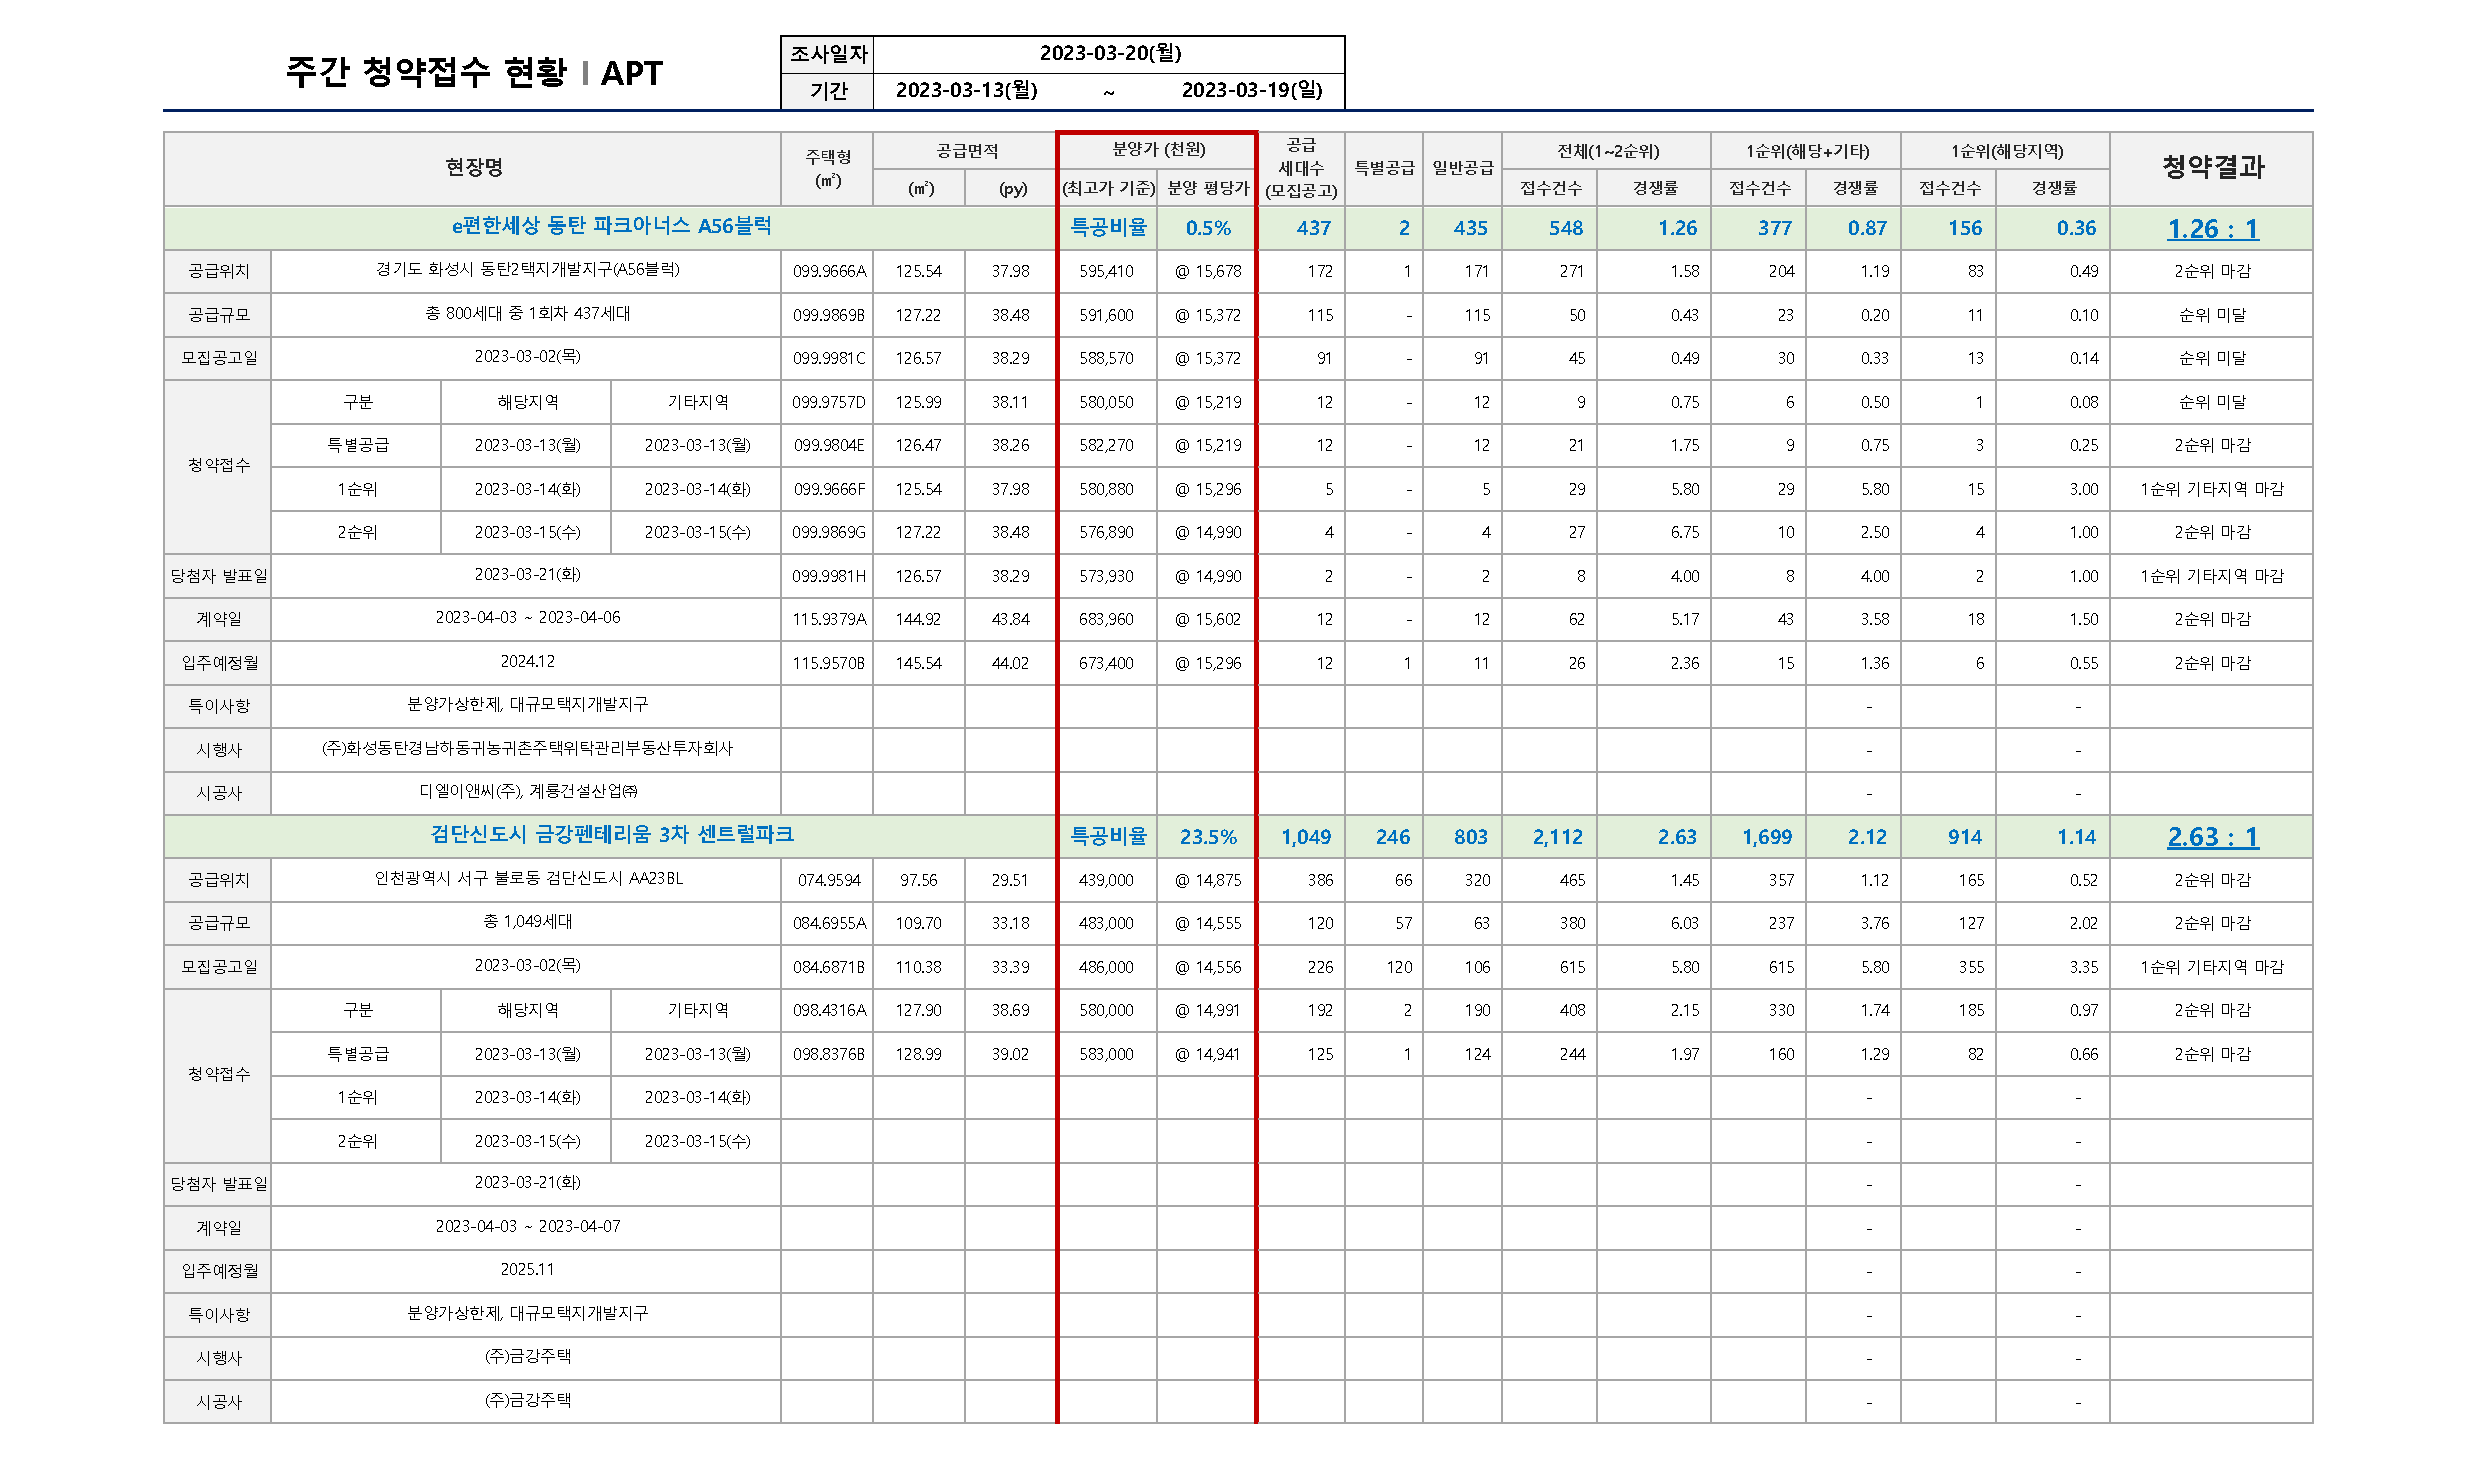 주간 청약접수 현황 I APT
조사일자 2023-03-20(월)
기간 2023-03-13(월) ~ 2023-03-19(일)
현장명 주택형 (㎡) 공급면적 분양가 (천원) 공급 세대수 (모집공고) 특별공급 일반공급 전체(1~2순위) 1순위(해당+기타) 1순위(해당지역) 청약결과
(㎡) (py) (최고가 기준) 분양 평당가 접수건수 경쟁률 접수건수 경쟁률 접수건수 경쟁률
e편한세상 동탄 파크아너스 A56블럭 특공비율 0.5% 437 2 435 548 1.26 377 0.87 156 0.36 1.26 : 1
공급위치 경기도 화성시 동탄2택지개발지구(A56블럭) 099.9666A 125.54 37.98 595,410 @ 15,678 172 1 171 271 1.58 204 1.19 83 0.49 2순위 마감
공급규모 총 800세대 중 1회차 437세대 099.9869B 127.22 38.48 591,600 @ 15,372 115 - 115 50 0.43 23 0.20 11 0.10 순위 미달
모집공고일 2023-03-02(목) 099.9981C 126.57 38.29 588,570 @ 15,372 91 - 91 45 0.49 30 0.33 13 0.14 순위 미달
청약접수 구분 해당지역 기타지역 099.9757D 125.99 38.11 580,050 @ 15,219 12 - 12 9 0.75 6 0.50 1 0.08 순위 미달
특별공급 2023-03-13(월) 2023-03-13(월) 099.9804E 126.47 38.26 582,270 @ 15,219 12 - 12 21 1.75 9 0.75 3 0.25 2순위 마감
1순위 2023-03-14(화) 2023-03-14(화) 099.9666F 125.54 37.98 580,880 @ 15,296 5 - 5 29 5.80 29 5.80 15 3.00 1순위 기타지역 마감
2순위 2023-03-15(수) 2023-03-15(수) 099.9869G 127.22 38.48 576,890 @ 14,990 4 - 4 27 6.75 10 2.50 4 1.00 2순위 마감
당첨자 발표일 2023-03-21(화) 099.9981H 126.57 38.29 573,930 @ 14,990 2 - 2 8 4.00 8 4.00 2 1.00 1순위 기타지역 마감
계약일 2023-04-03 ~ 2023-04-06 115.9379A 144.92 43.84 683,960 @ 15,602 12 - 12 62 5.17 43 3.58 18 1.50 2순위 마감
입주예정월 2024.12 115.9570B 145.54 44.02 673,400 @ 15,296 12 1 11 26 2.36 15 1.36 6 0.55 2순위 마감
특이사항 분양가상한제, 대규모택지개발지구 - -
시행사 (주)화성동탄경남하동귀농귀촌주택위탁관리부동산투자회사 - -
시공사 디엘이앤씨(주), 계룡건설산업㈜ - -
검단신도시 금강펜테리움 3차 센트럴파크 특공비율 23.5% 1,049 246 803 2,112 2.63 1,699 2.12 914 1.14 2.63 : 1
공급위치 인천광역시 서구 불로동 검단신도시 AA23BL 074.9594 97.56 29.51 439,000 @ 14,875 386 66 320 465 1.45 357 1.12 165 0.52 2순위 마감
공급규모 총 1,049세대 084.6955A 109.70 33.18 483,000 @ 14,555 120 57 63 380 6.03 237 3.76 127 2.02 2순위 마감
모집공고일 2023-03-02(목) 084.6871B 110.38 33.39 486,000 @ 14,556 226 120 106 615 5.80 615 5.80 355 3.35 1순위 기타지역 마감
청약접수 구분 해당지역 기타지역 098.4316A 127.90 38.69 580,000 @ 14,991 192 2 190 408 2.15 330 1.74 185 0.97 2순위 마감
특별공급 2023-03-13(월) 2023-03-13(월) 098.8376B 128.99 39.02 583,000 @ 14,941 125 1 124 244 1.97 160 1.29 82 0.66 2순위 마감
1순위 2023-03-14(화) 2023-03-14(화) - -
2순위 2023-03-15(수) 2023-03-15(수) - -
당첨자 발표일 2023-03-21(화) - -
계약일 2023-04-03 ~ 2023-04-07 - -
입주예정월 2025.11 - -
특이사항 분양가상한제, 대규모택지개발지구 - -
시행사 (주)금강주택 - -
시공사 (주)금강주택 - -